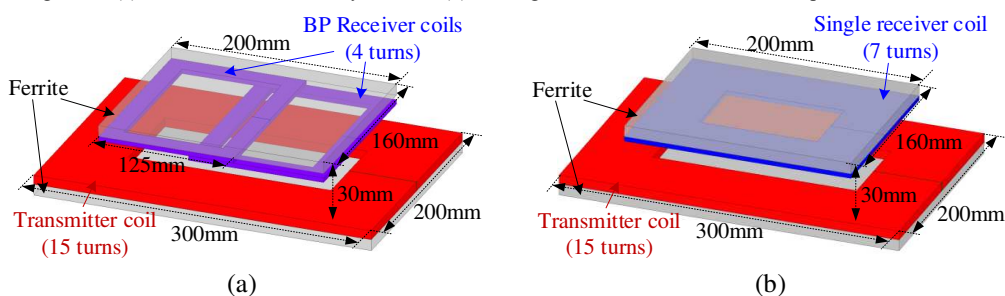 BP Receiver coils
(4 turns)
200mm
Ferrite
125mm
160mm
30mm
200mm
Transmitter coil
(15 turns)
300mm
(a)
Single receiver coil
(7 turns)
200mm
Ferrite
160mm
30mm
200mm
Transmitter coil
(15 turns)
300mm
(b)